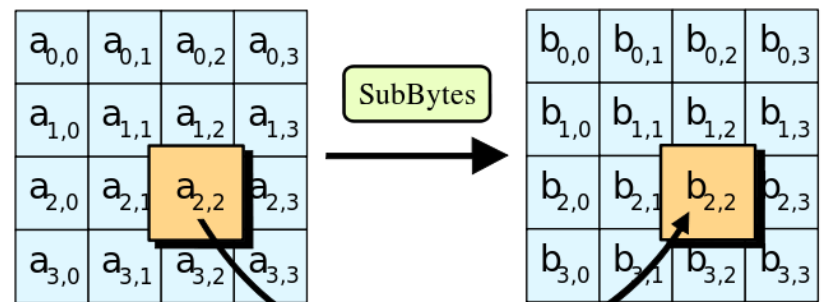 a0,0 a0,1 a0,2 a0,3 b0,0 b0,1 b0,2 b0,3
SubBytes
a1,0 a1,1 a1,2 a1,3 b1,0 b1,1 b1,2 b1,3
a2,0 a2,1 a2,2 a2,3 b2,0 b2,1 b2,2 b2,3
a3,0 a3,1 a3,2 a3,3 b3,0 b3,1 b3,2 b3,3